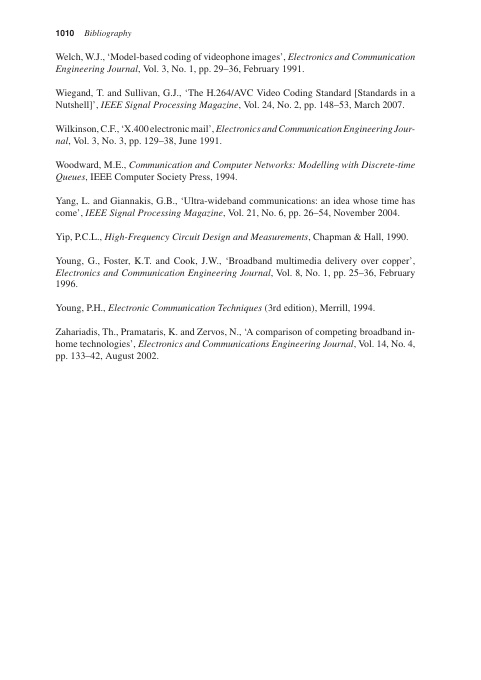 1010 Bibliography
Welch, W.J., ‘Model-based coding of videophone images’, Electronics and Communication
Engineering Journal, Vol. 3, No. 1, pp. 29–36, February 1991.
Wiegand, T. and Sullivan, G.J., ‘The H.264/AVC Video Coding Standard [Standards in a
Nutshell]’, IEEE Signal Processing Magazine, Vol. 24, No. 2, pp. 148–53, March 2007.
Wilkinson, C.F., ‘X.400 electronic mail’, Electronics and Communication Engineering Jour-
nal, Vol. 3, No. 3, pp. 129–38, June 1991.
Woodward, M.E., Communication and Computer Networks: Modelling with Discrete-time
Queues, IEEE Computer Society Press, 1994.
Yang, L. and Giannakis, G.B., ‘Ultra-wideband communications: an idea whose time has
come’, IEEE Signal Processing Magazine, Vol. 21, No. 6, pp. 26–54, November 2004.
Yip, P.C.L., High-Frequency Circuit Design and Measurements, Chapman & Hall, 1990.
Young, G., Foster, K.T. and Cook, J.W., ‘Broadband multimedia delivery over copper’,
Electronics and Communication Engineering Journal, Vol. 8, No. 1, pp. 25–36, February
1996.
Young, P.H., Electronic Communication Techniques (3rd edition), Merrill, 1994.
Zahariadis, Th., Pramataris, K. and Zervos, N., ‘A comparison of competing broadband in-
home technologies’, Electronics and Communications Engineering Journal, Vol. 14, No. 4,
pp. 133–42, August 2002.